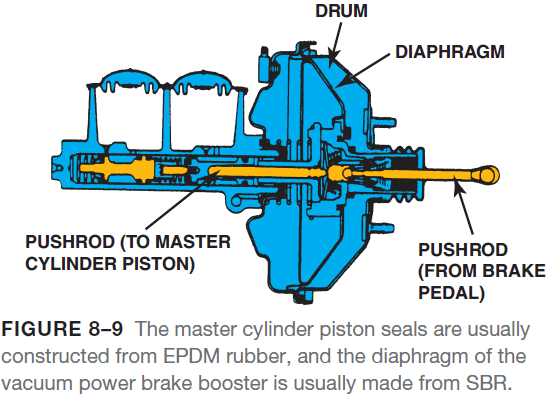 DRUM
DIAPHRAGM
PUSHROD (TO MASTER
CYLINDER PISTON)
PUSHROD
(FROM BRAKE
PEDAL)
FIGURE 8–9 The master cylinder piston seals are usually
constructed from EPDM rubber, and the diaphragm of the
vacuum power brake booster is usually made from SBR.